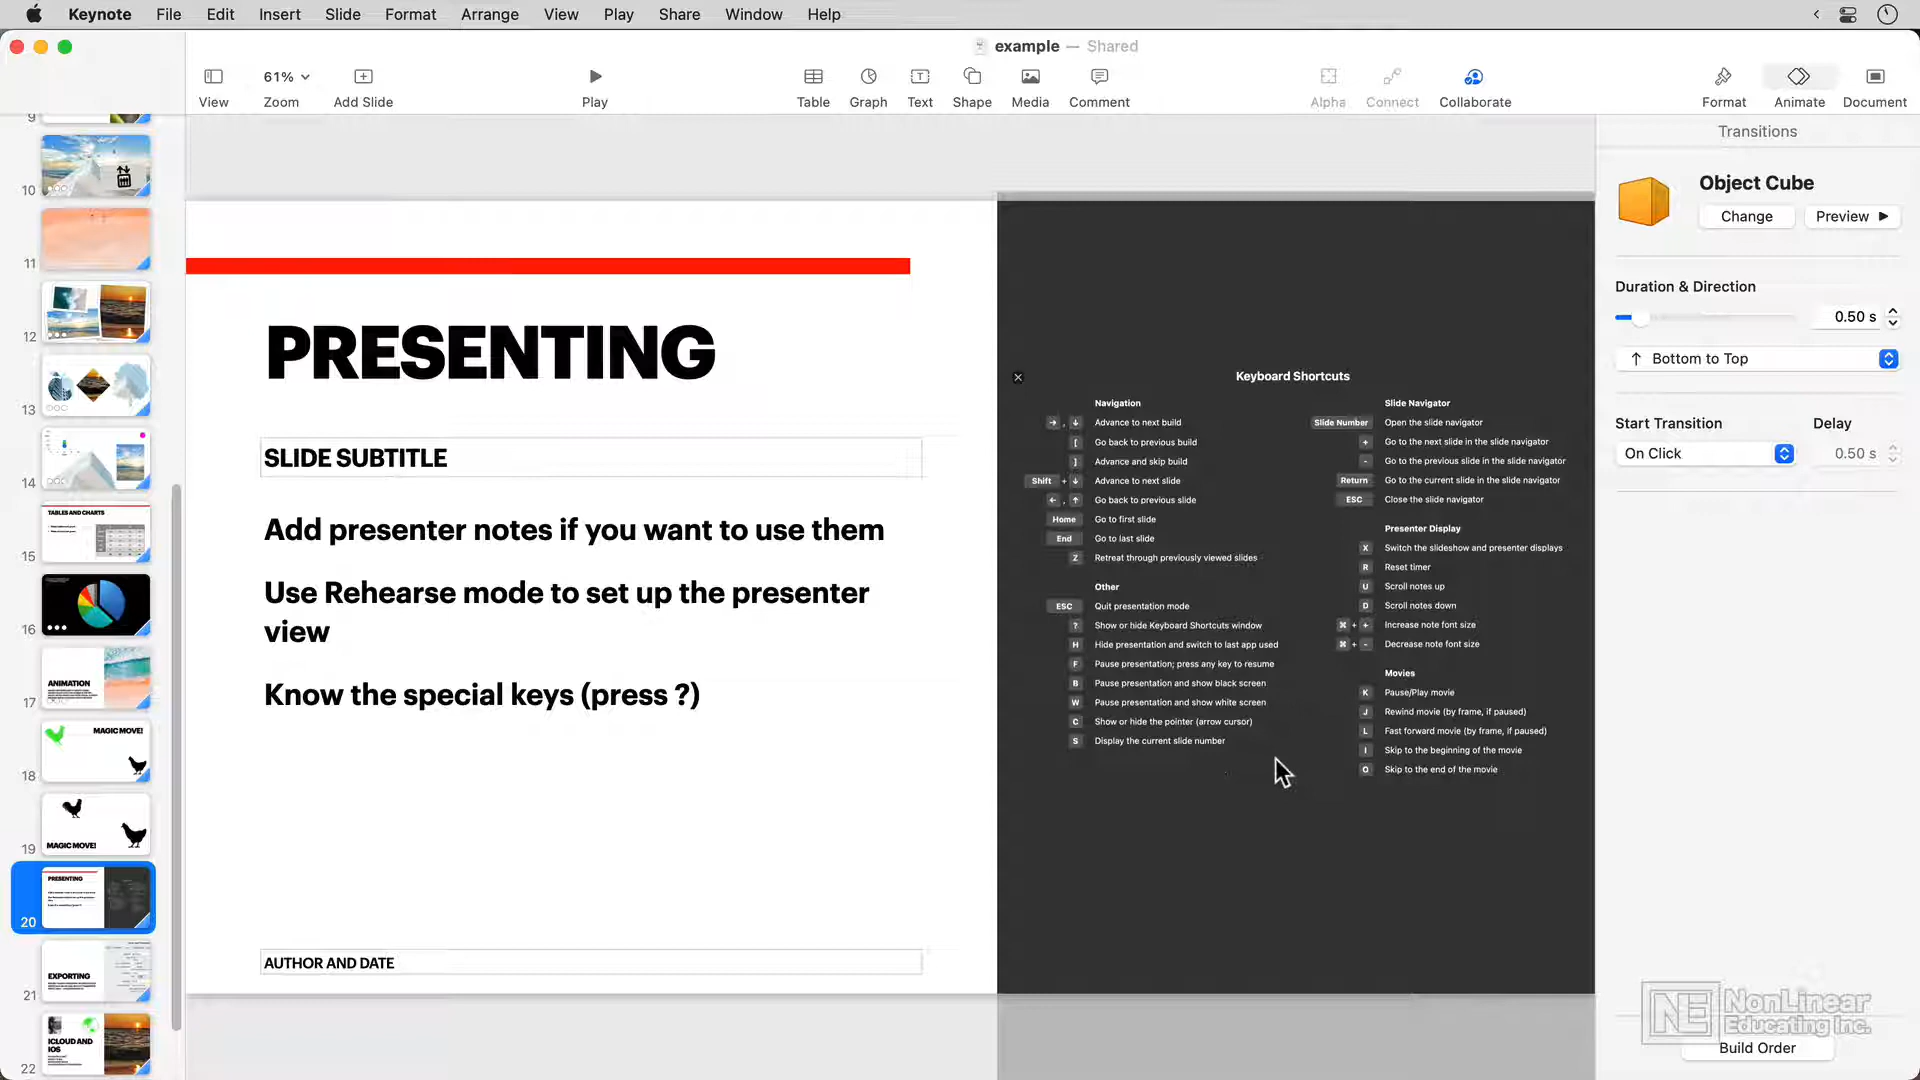 Keynote File Edit Insert Slide Format Arrange View Play Share Window Help
example — Shared
View 61% Zoom Add Slide Play Table Graph Text Shape Media Comment Alpha Connect Collaborate Format Animate Document
9
10
11
12
13
14
TABLES AND CHARTS
15
16
ANIMATION
17
MAGIC MOVE!
18
MAGIC MOVE!
19
PRESENTING
20
EXPORTING
21
ICLOUD AND
IOS
22
PRESENTING
SLIDE SUBTITLE
Add presenter notes if you want to use them
Use Rehearse mode to set up the presenter
view
Know the special keys (press ?)
AUTHOR AND DATE
Keyboard Shortcuts
Navigation
→ , ↓ Advance to next build
[ Go back to previous build
] Advance and skip build
Shift + ↓ Advance to next slide
← , ↑ Go back to previous slide
Home Go to first slide
End Go to last slide
Z Retreat through previously viewed slides
Other
ESC Quit presentation mode
? Show or hide Keyboard Shortcuts window
H Hide presentation and switch to last app used
F Pause presentation; press any key to resume
B Pause presentation and show black screen
W Pause presentation and show white screen
C Show or hide the pointer (arrow cursor)
S Display the current slide number
Slide Navigator
Slide Number Open the slide navigator
+ Go to the next slide in the slide navigator
- Go to the previous slide in the slide navigator
Return Go to the current slide in the slide navigator
ESC Close the slide navigator
Presenter Display
X Switch the slideshow and presenter displays
R Reset timer
U Scroll notes up
D Scroll notes down
⌘ + + Increase note font size
⌘ + - Decrease note font size
Movies
K Pause/Play movie
J Rewind movie (by frame, if paused)
L Fast forward movie (by frame, if paused)
I Skip to the beginning of the movie
O Skip to the end of the movie
Transitions
Object Cube
Change Preview ▶
Duration & Direction
0.50 s
↑ Bottom to Top
Start Transition Delay
On Click 0.50 s
NE NonLinear
Educating Inc.
Build Order